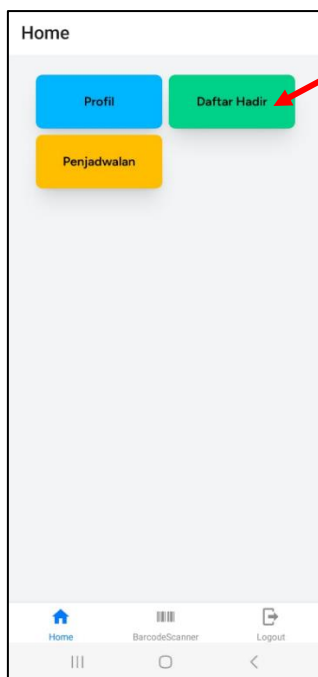 Home
Profil
Daftar Hadir
Penjadwalan
Home
BarcodeScanner
Logout